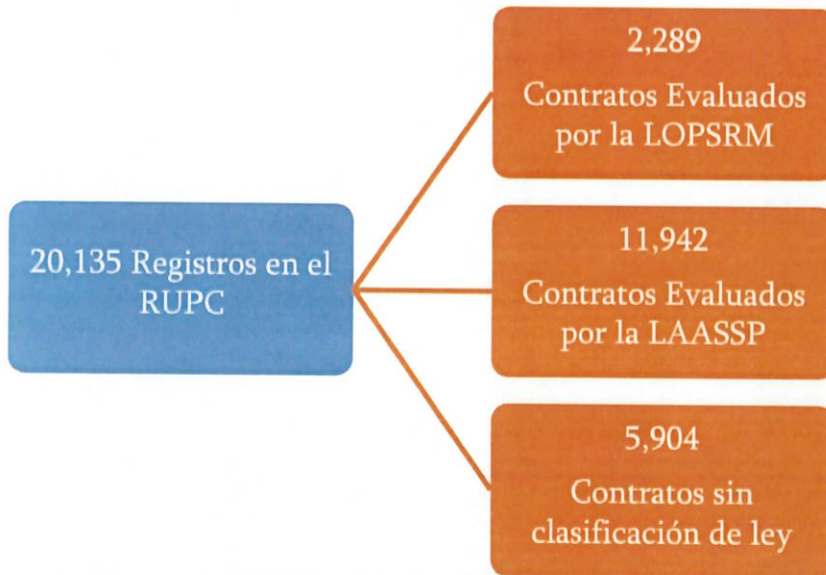 20,135 Registros en el
RUPC
2,289
Contratos Evaluados
por la LOPSRM
11,942
Contratos Evaluados
por la LAASSP
5,904
Contratos sin
clasificación de ley